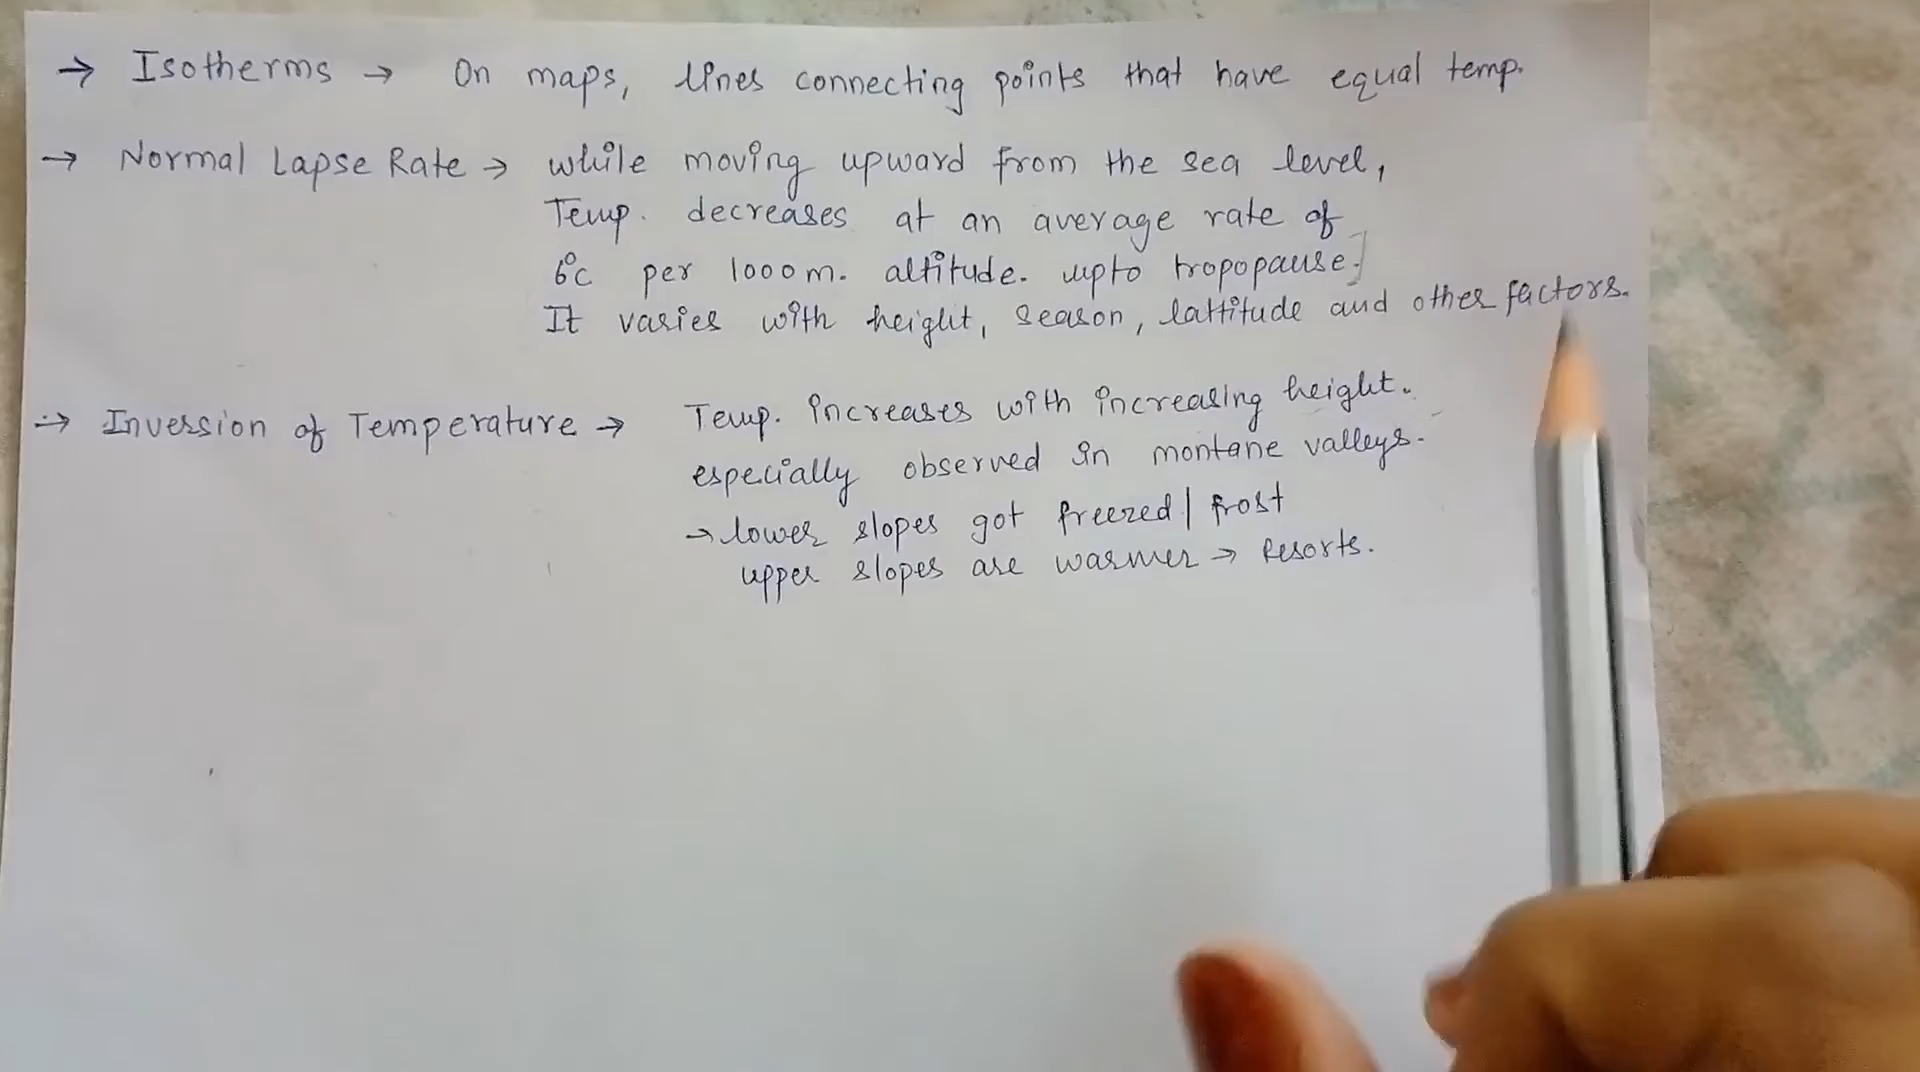 → Isotherms → On maps, lines connecting points that have equal temp.
→ Normal Lapse Rate → while moving upward from the sea level,
Temp. decreases at an average rate of
6°c per 1000m. altitude. upto tropopause.]
It varies with height, season, lattitude and other factors.
→ Inversion of Temperature → Temp. increases with increasing height.
especially observed in montane valleys.
→ lower slopes got freezed | frost
upper slopes are warmer → Resorts.